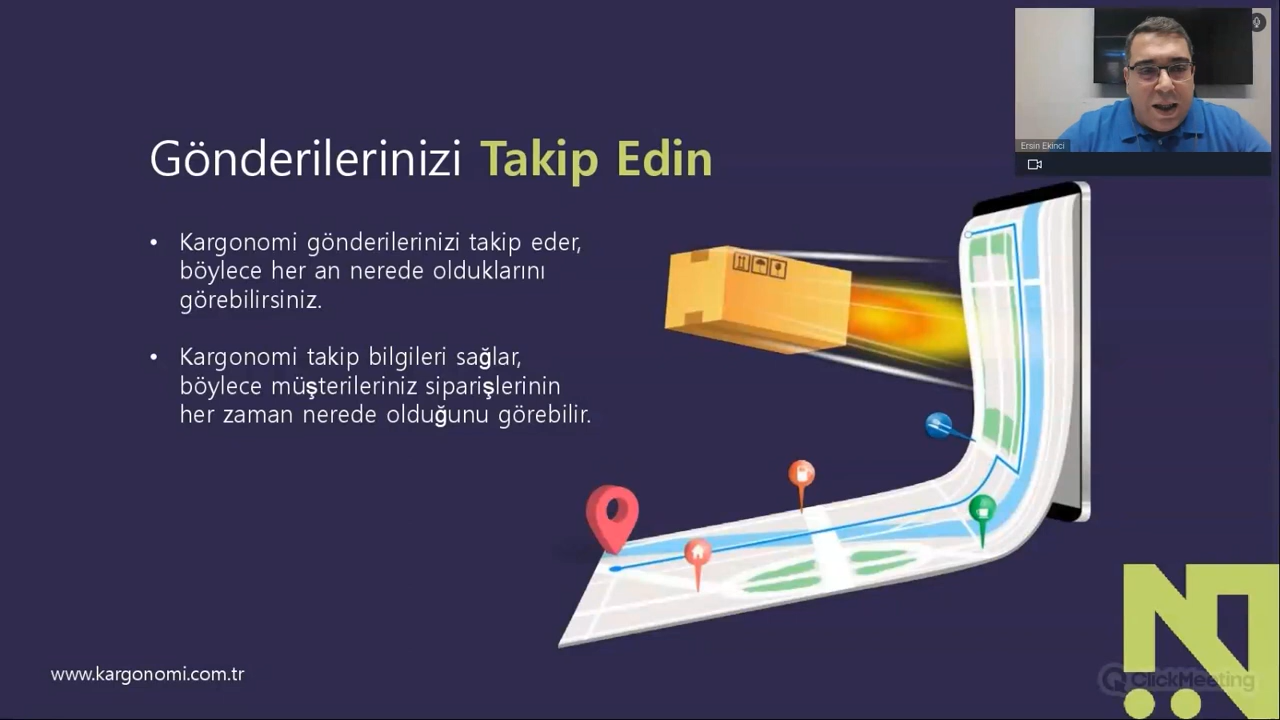 Ersin Ekinci
Gönderilerinizi Takip Edin
• Kargonomi gönderilerinizi takip eder,
böylece her an nerede olduklarını
görebilirsiniz.
• Kargonomi takip bilgileri sağlar,
böylece müşterileriniz siparişlerinin
her zaman nerede olduğunu görebilir.
www.kargonomi.com.tr
ClickMeeting